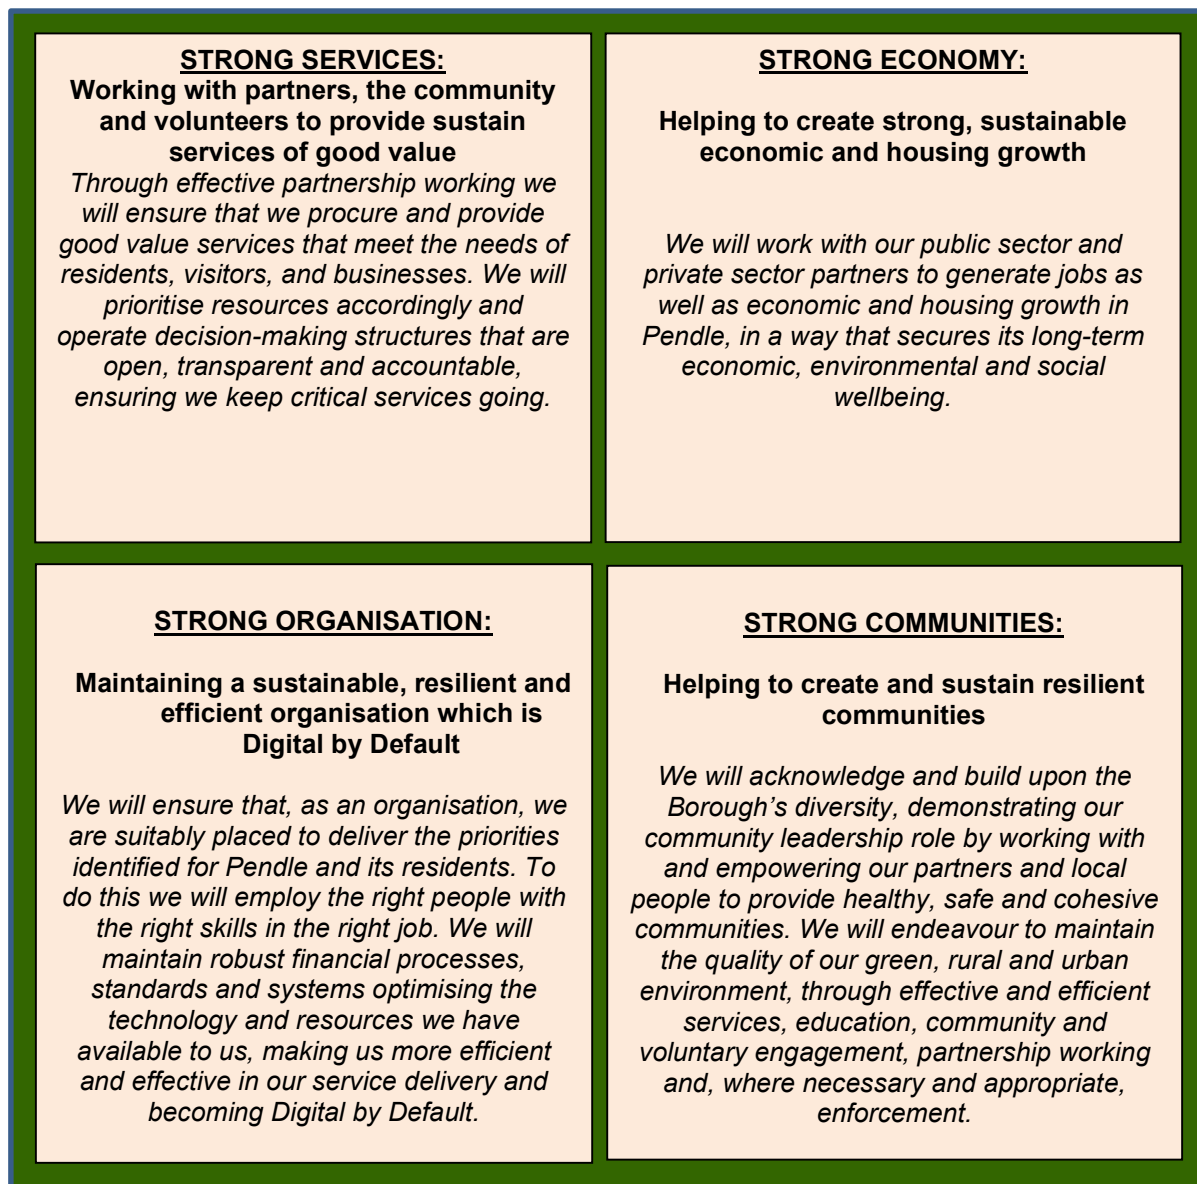 STRONG SERVICES:
Working with partners, the community
and volunteers to provide sustain
services of good value
Through effective partnership working we
will ensure that we procure and provide
good value services that meet the needs of
residents, visitors, and businesses. We will
prioritise resources accordingly and
operate decision-making structures that are
open, transparent and accountable,
ensuring we keep critical services going.
STRONG ECONOMY:
Helping to create strong, sustainable
economic and housing growth
We will work with our public sector and
private sector partners to generate jobs as
well as economic and housing growth in
Pendle, in a way that secures its long-term
economic, environmental and social
wellbeing.
STRONG ORGANISATION:
Maintaining a sustainable, resilient and
efficient organisation which is
Digital by Default
We will ensure that, as an organisation, we
are suitably placed to deliver the priorities
identified for Pendle and its residents. To
do this we will employ the right people with
the right skills in the right job. We will
maintain robust financial processes,
standards and systems optimising the
technology and resources we have
available to us, making us more efficient
and effective in our service delivery and
becoming Digital by Default.
STRONG COMMUNITIES:
Helping to create and sustain resilient
communities
We will acknowledge and build upon the
Borough’s diversity, demonstrating our
community leadership role by working with
and empowering our partners and local
people to provide healthy, safe and cohesive
communities. We will endeavour to maintain
the quality of our green, rural and urban
environment, through effective and efficient
services, education, community and
voluntary engagement, partnership working
and, where necessary and appropriate,
enforcement.